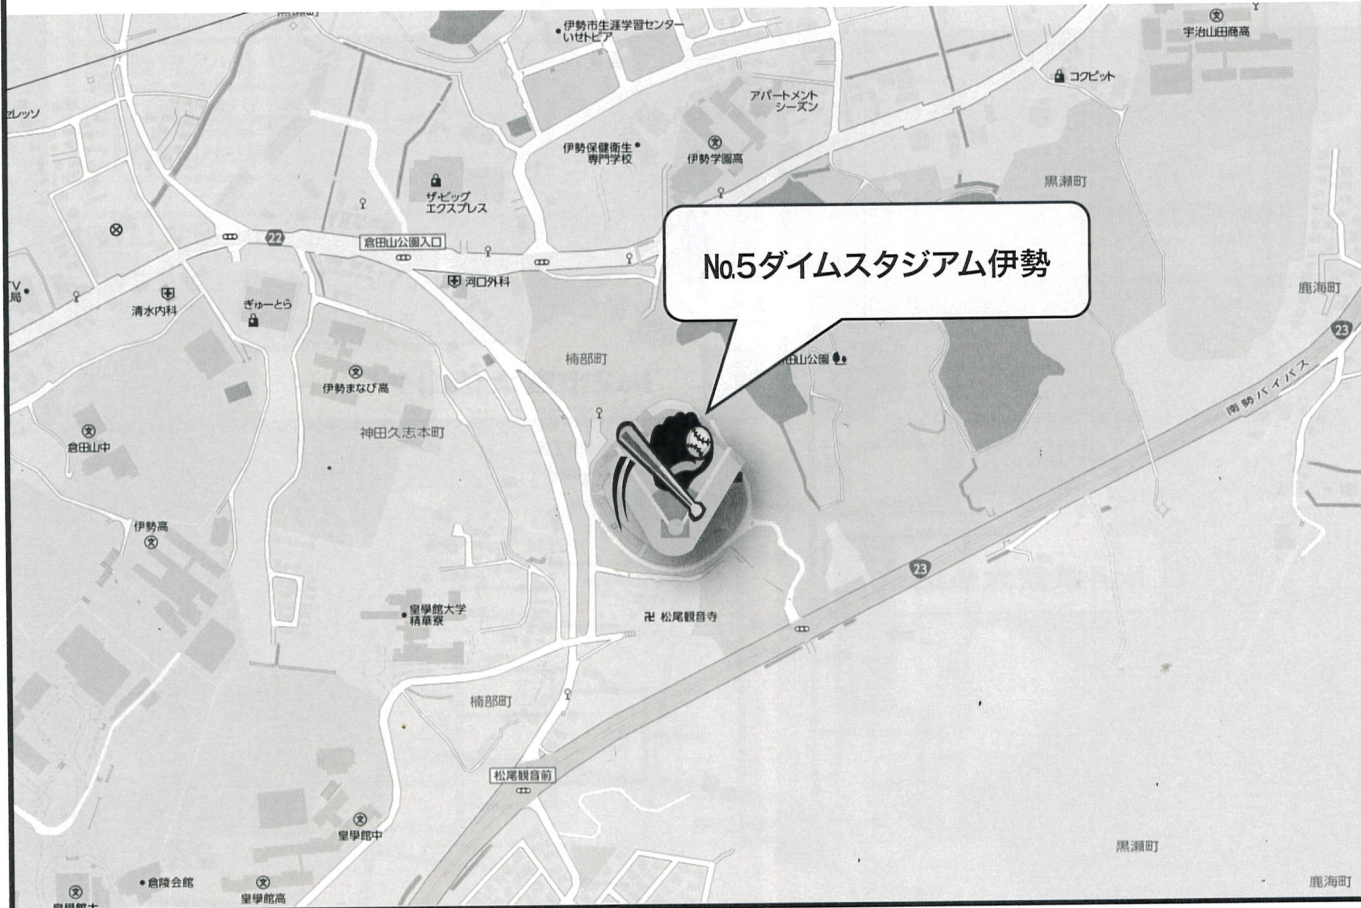 伊勢市生涯学習センター
いせトピア
宇治山田商高
コクピット
アパートメント
シーズン
伊勢保健衛生
専門学校
伊勢学園高
黒瀬町
ザ・ビッグ
エクスプレス
22
倉田山公園入口
No.5ダイムスタジアム伊勢
河口外科
清水内科
ぎゅーとら
鹿海町
23
楠部町
田山公園
伊勢まなび高
南勢バイパス
神田久志本町
倉田山中
伊勢高
23
皇學館大学
精華寮
卍 松尾観音寺
楠部町
松尾観音前
皇學館中
黒瀬町
倉陵会館
皇學館高
鹿海町